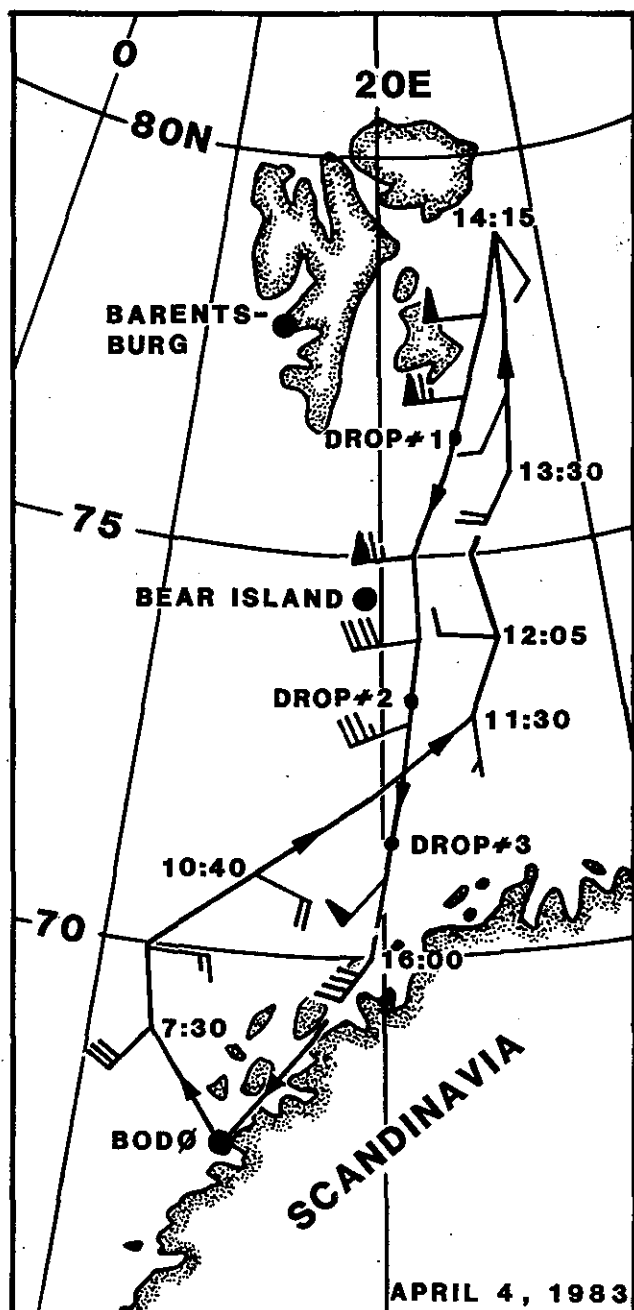 0
20E
80N
14:15
BARENTS-
BURG
DROP#1
13:30
75
BEAR ISLAND
12:05
DROP#2
11:30
DROP#3
10:40
70
16:00
7:30
SCANDINAVIA
BODØ
APRIL 4, 1983